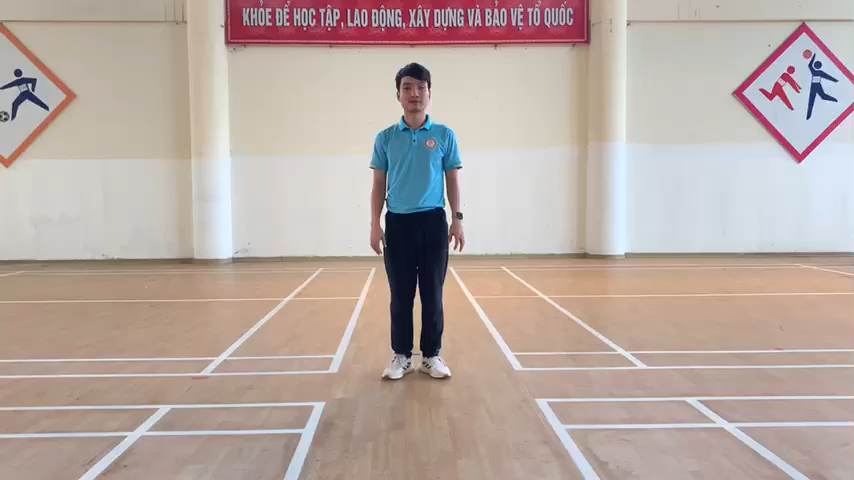 KHỎE ĐỂ HỌC TẬP, LAO ĐỘNG, XÂY DỰNG VÀ BẢO VỆ TỔ QUỐC